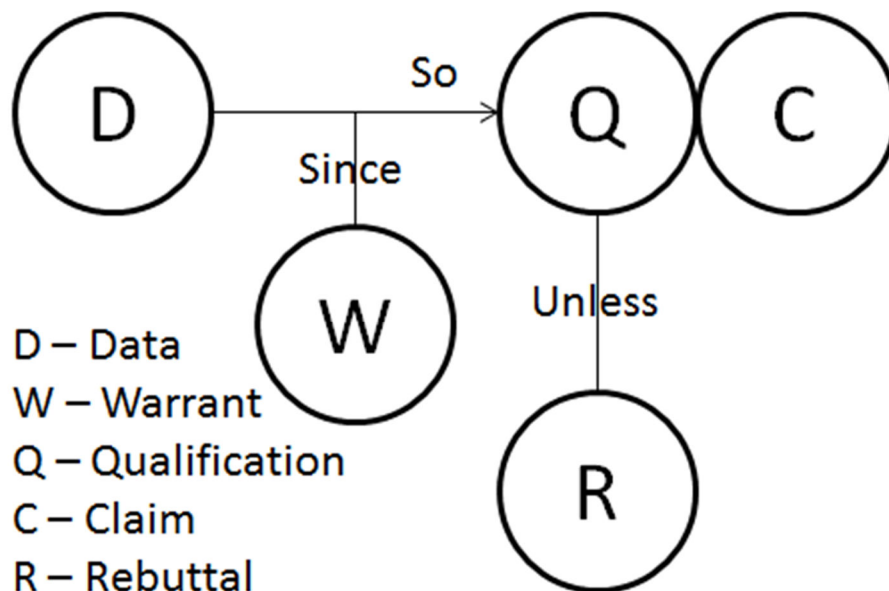 So
D
Q
C
Since
W
Unless
R
D – Data
W – Warrant
Q – Qualification
C – Claim
R – Rebuttal